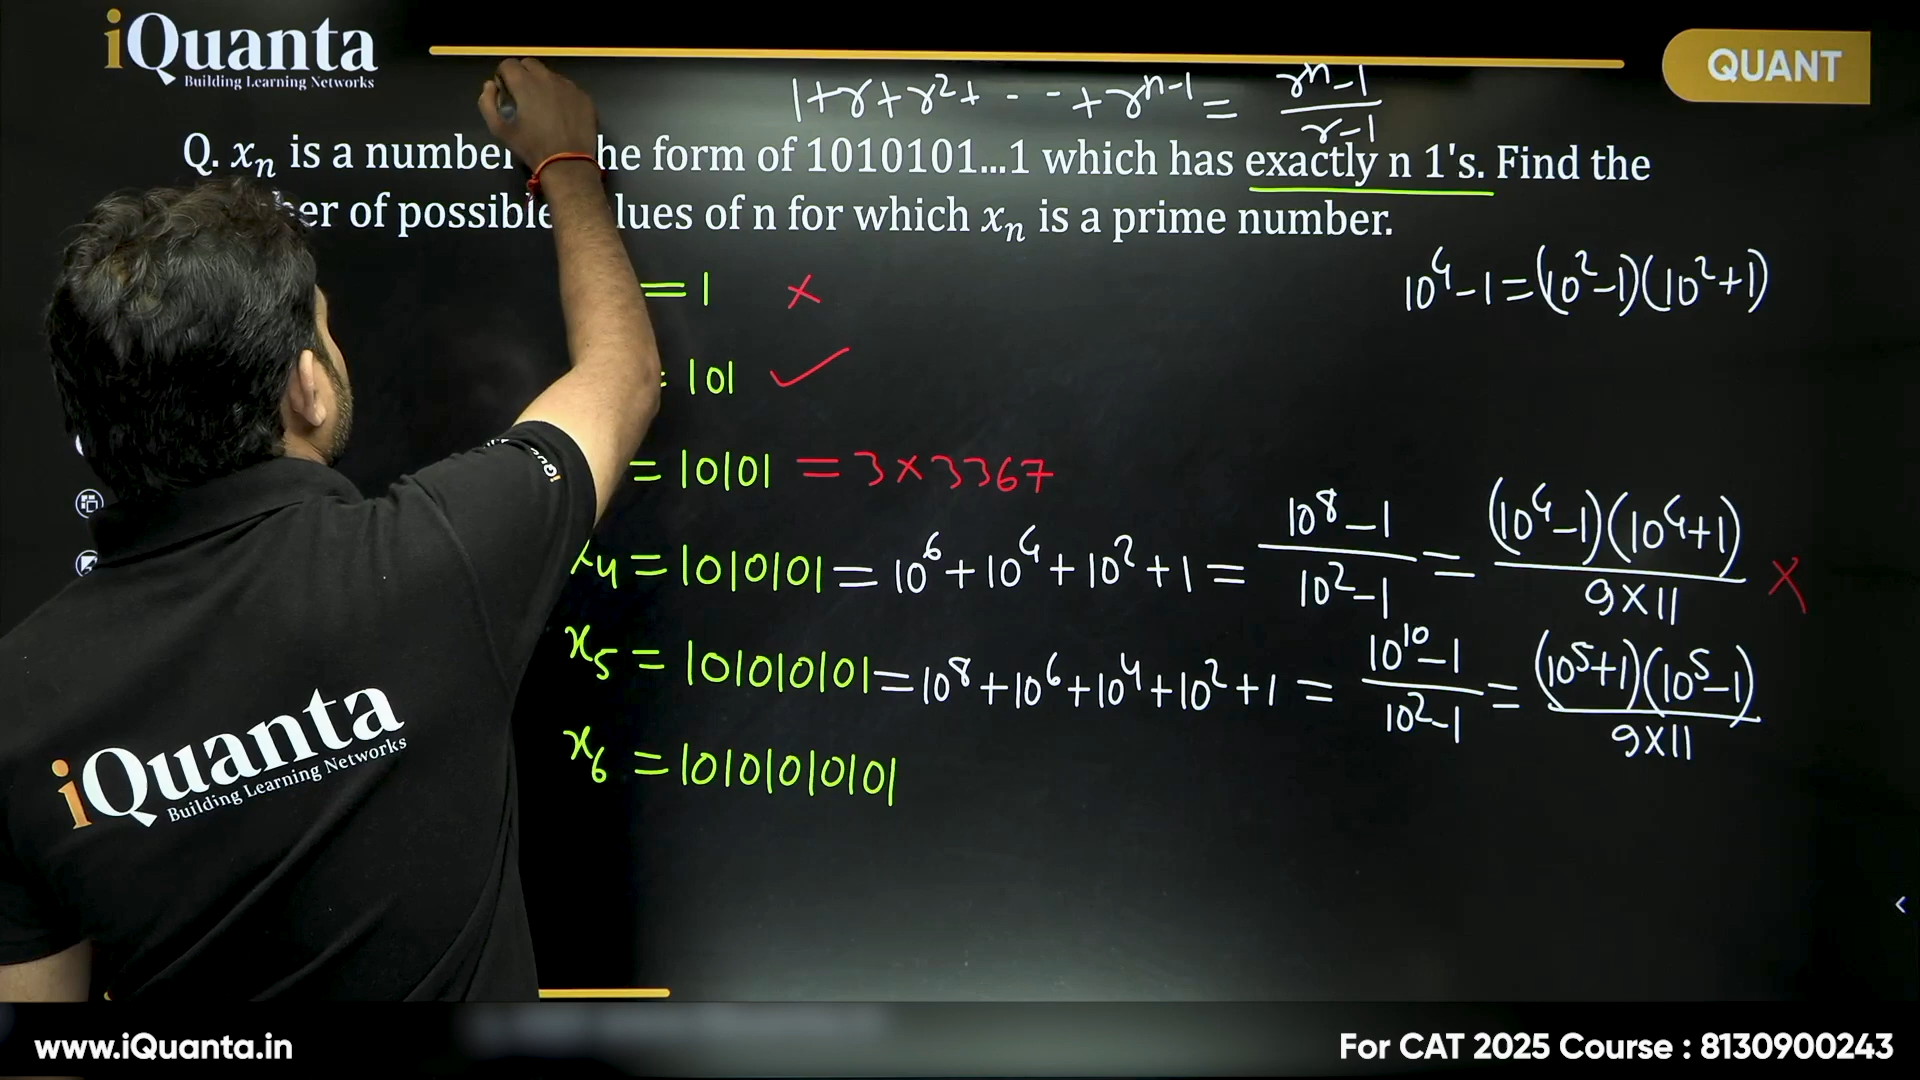 iQuanta
Building Learning Networks
QUANT
1+r+r²+ - - +r^(n-1) = (r^n-1)/(r-1)
Q. xₙ is a number he form of 1010101...1 which has exactly n 1's. Find the
er of possible lues of n for which xₙ is a prime number.
10⁴-1=(10²-1)(10²+1)
=1 ×
=101 ✓
=10101 = 3×3367
x₄ = 1010101 = 10⁶+10⁴+10²+1 = (10⁸-1)/(10²-1) = (10⁴-1)(10⁴+1)/(9×11) ×
x₅ = 101010101 = 10⁸+10⁶+10⁴+10²+1 = (10¹⁰-1)/(10²-1) = (10⁵+1)(10⁵-1)/(9×11)
x₆ = 10101010101
iQuanta
Building Learning Networks
www.iQuanta.in
For CAT 2025 Course : 8130900243